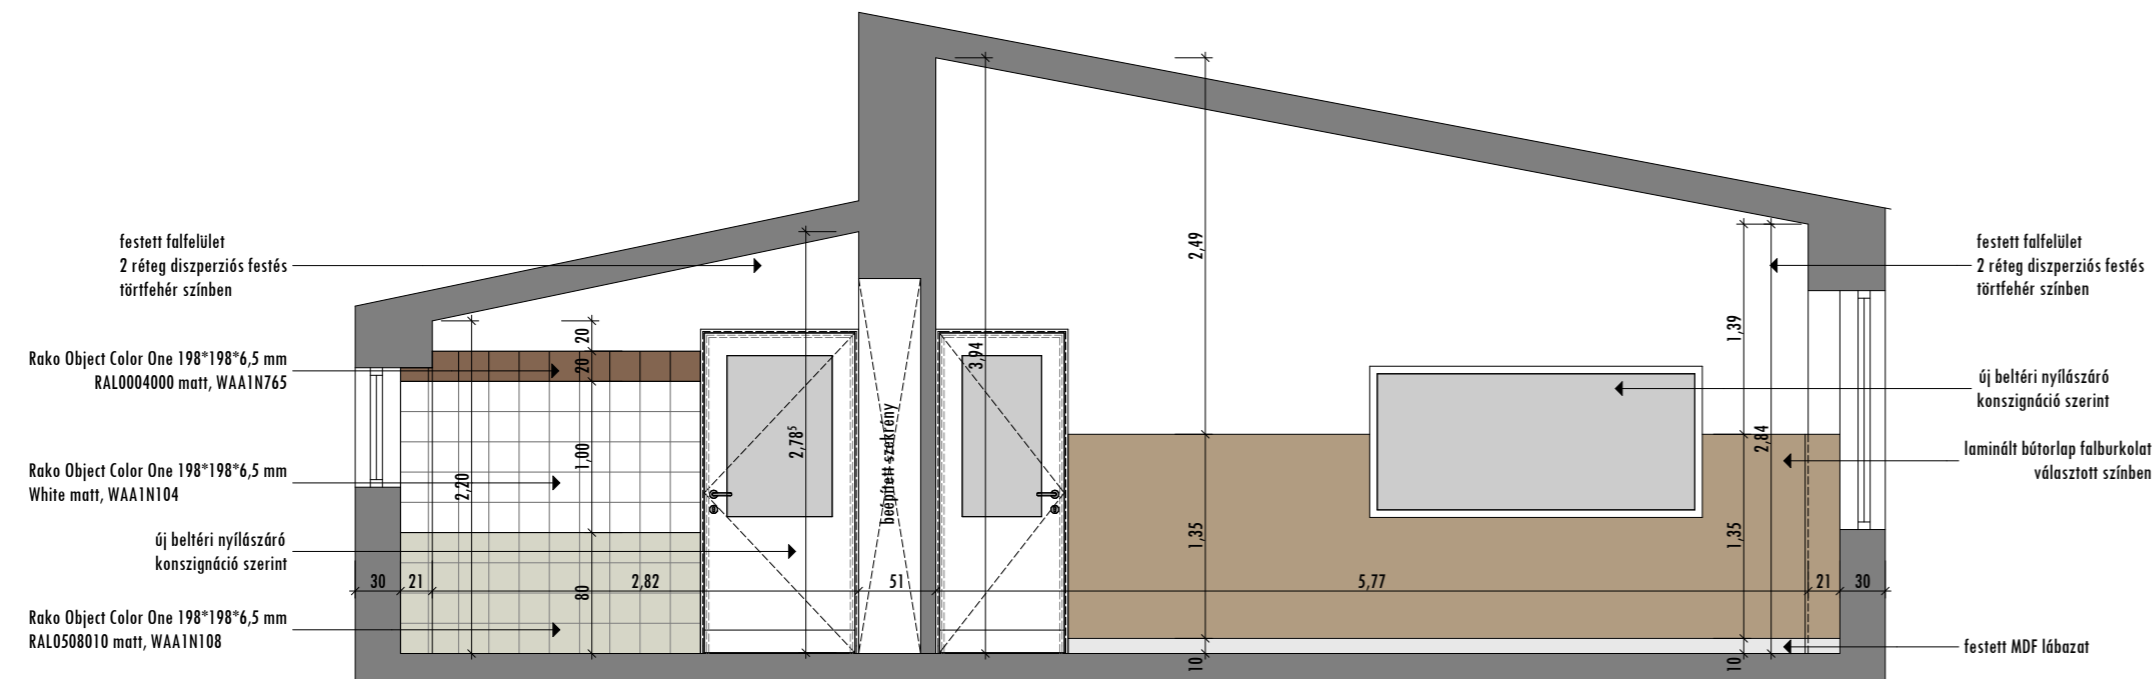 festett falfelület
2 réteg diszperziós festés
törtfehér színben
Rako Object Color One 198*198*6,5 mm
RAL0004000 matt, WAA1N765
Rako Object Color One 198*198*6,5 mm
White matt, WAA1N104
új beltéri nyílászáró
konszignáció szerint
Rako Object Color One 198*198*6,5 mm
RAL0508010 matt, WAA1N108
2,20
20
20
1,00
80
2,78⁵
beépített szekrény
3,94
2,49
1,35
10
1,39
1,35
10
2,84
30
21
2,82
51
5,77
21
30
festett falfelület
2 réteg diszperziós festés
törtfehér színben
új beltéri nyílászáró
konszignáció szerint
laminált bútorlap falburkolat
választott színben
festett MDF lábazat